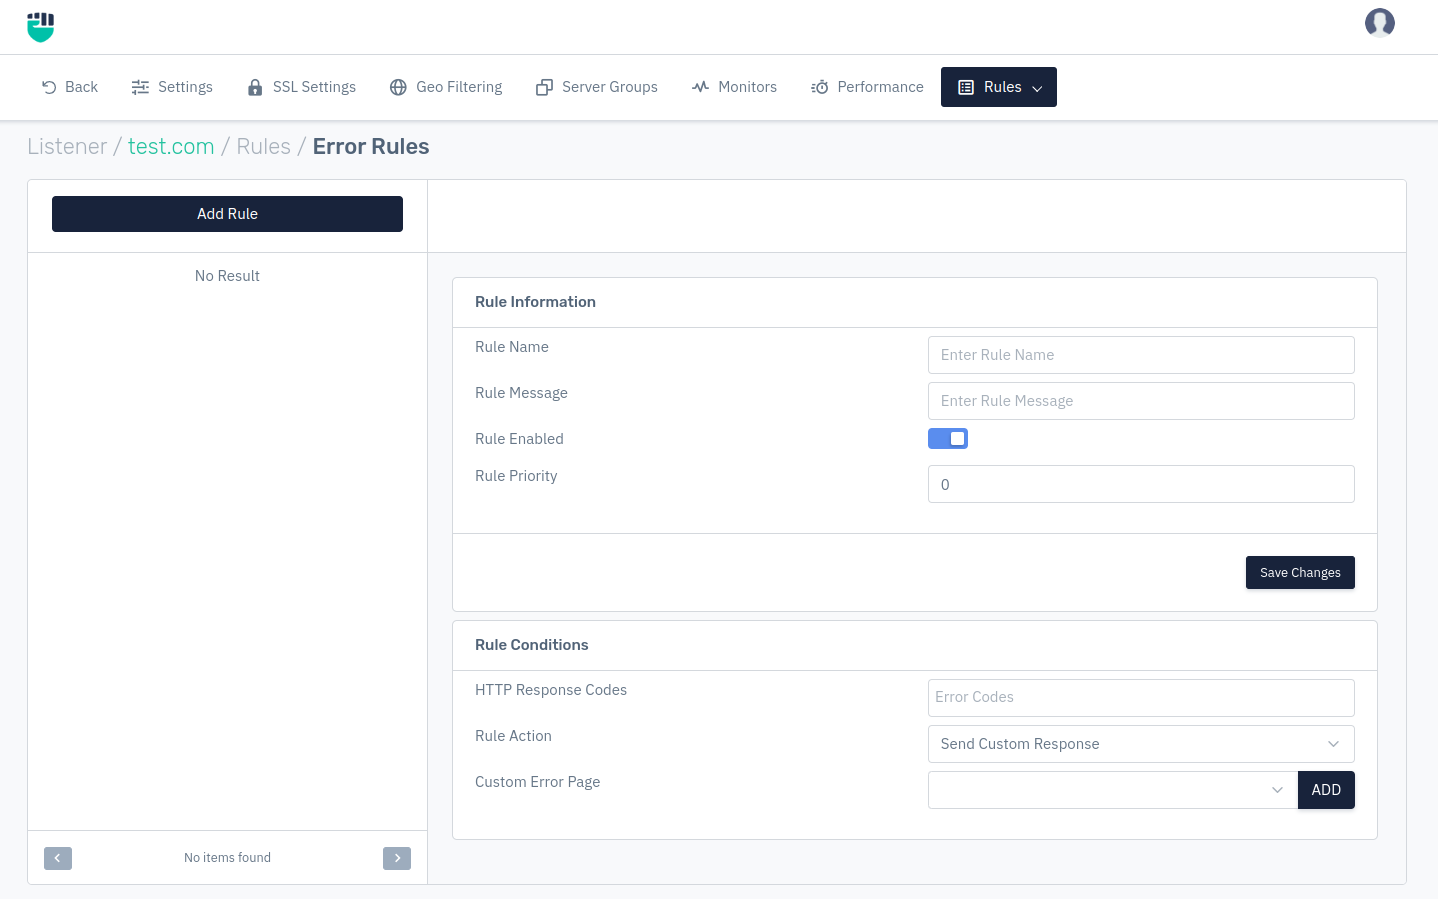 Back Settings SSL Settings Geo Filtering Server Groups Monitors Performance Rules
Listener / test.com / Rules / Error Rules
Add Rule
No Result
No items found
Rule Information
Rule Name Enter Rule Name
Rule Message Enter Rule Message
Rule Enabled
Rule Priority 0
Save Changes
Rule Conditions
HTTP Response Codes Error Codes
Rule Action Send Custom Response
Custom Error Page ADD